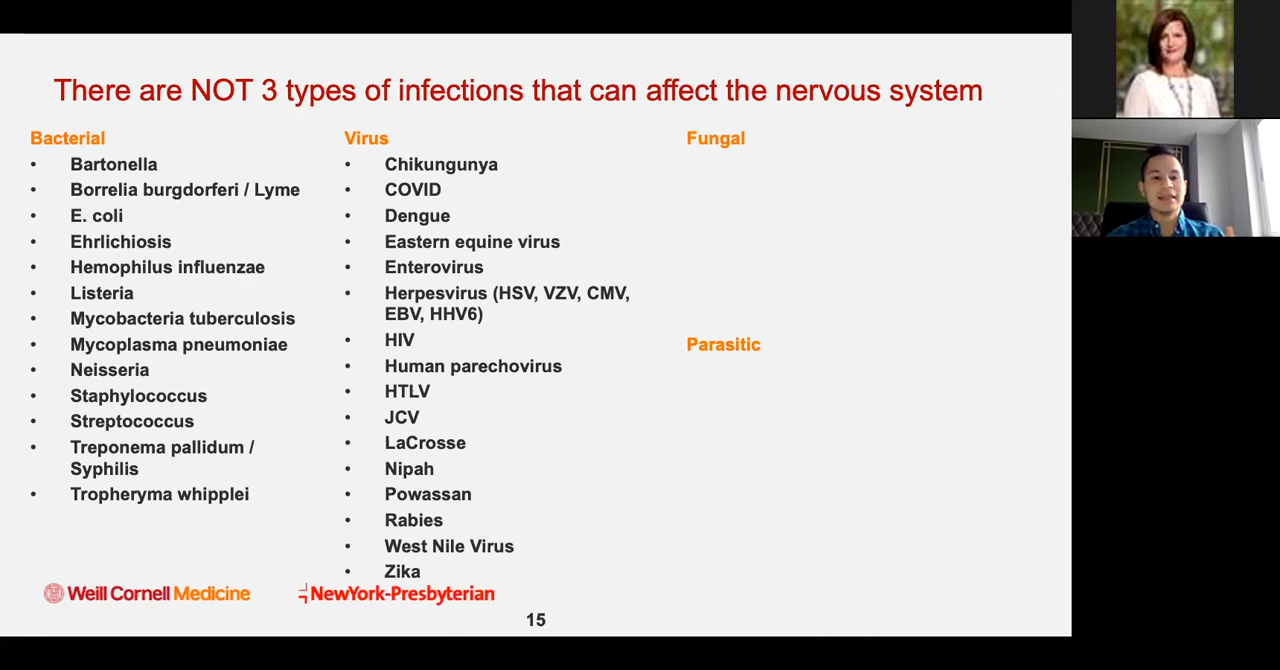 There are NOT 3 types of infections that can affect the nervous system
Bacterial
• Bartonella
• Borrelia burgdorferi / Lyme
• E. coli
• Ehrlichiosis
• Hemophilus influenzae
• Listeria
• Mycobacteria tuberculosis
• Mycoplasma pneumoniae
• Neisseria
• Staphylococcus
• Streptococcus
• Treponema pallidum /
Syphilis
• Tropheryma whipplei
Virus
• Chikungunya
• COVID
• Dengue
• Eastern equine virus
• Enterovirus
• Herpesvirus (HSV, VZV, CMV,
EBV, HHV6)
• HIV
• Human parechovirus
• HTLV
• JCV
• LaCrosse
• Nipah
• Powassan
• Rabies
• West Nile Virus
• Zika
Fungal
Parasitic
Weill Cornell Medicine
NewYork-Presbyterian
15